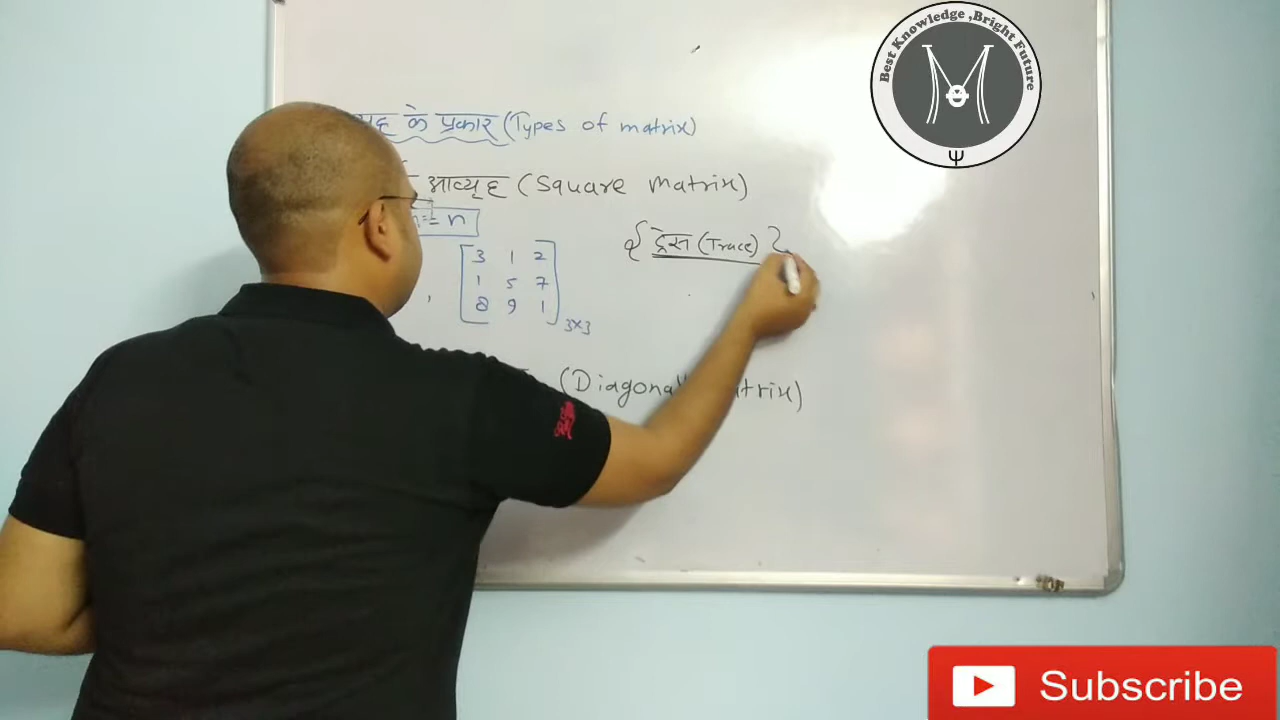 Best Knowledge ,Bright Future
के प्रकार (Types of matrix)
आव्यूह (Square matrix)
= n
{ ट्रेस (Trace) }
3 1 2
, 1 5 7
8 9 1
3×3
(Diagonal matrix)
Subscribe